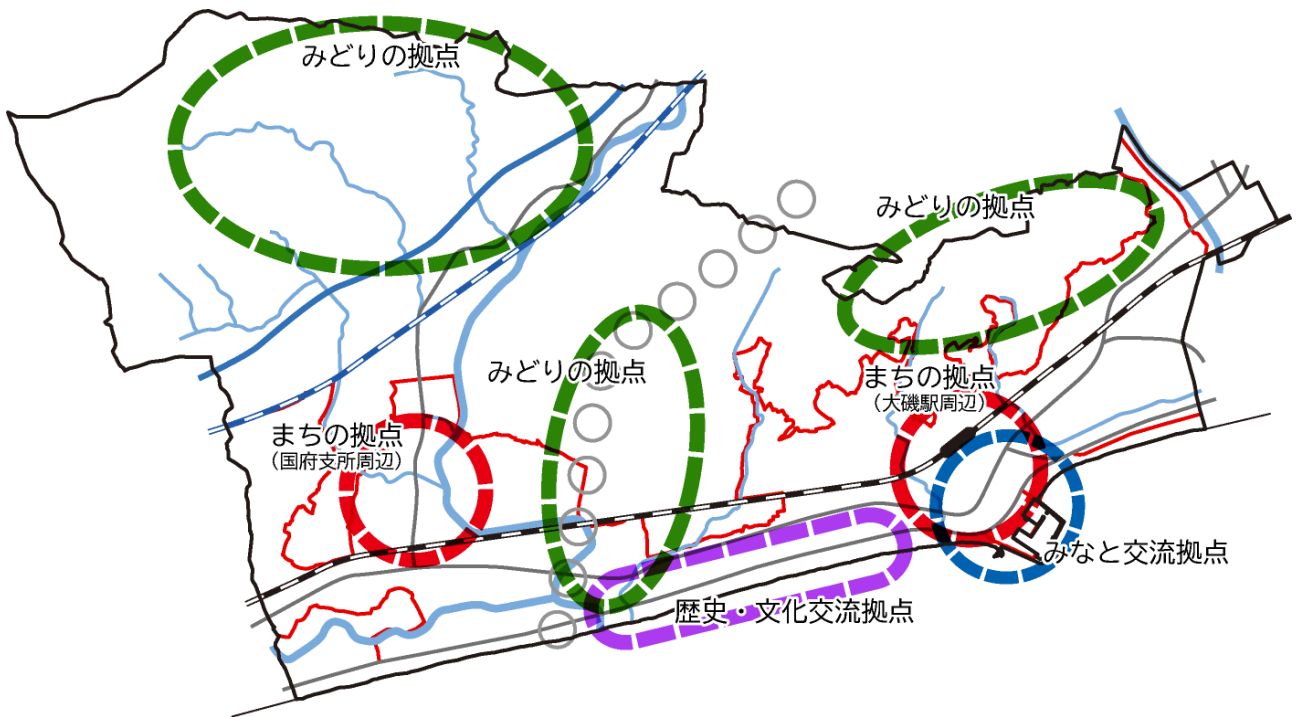 みどりの拠点
みどりの拠点
みどりの拠点
まちの拠点
（大磯駅周辺）
まちの拠点
（国府支所周辺）
みなと交流拠点
歴史・文化交流拠点